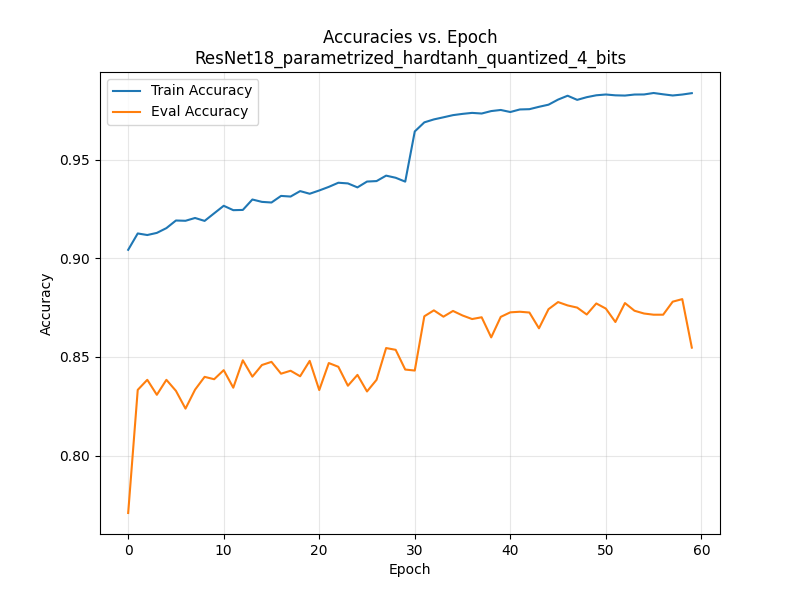 Accuracies vs. Epoch
ResNet18_parametrized_hardtanh_quantized_4_bits
Train Accuracy
Eval Accuracy
0.95
0.90
0.85
0.80
Accuracy
0 10 20 30 40 50 60
Epoch